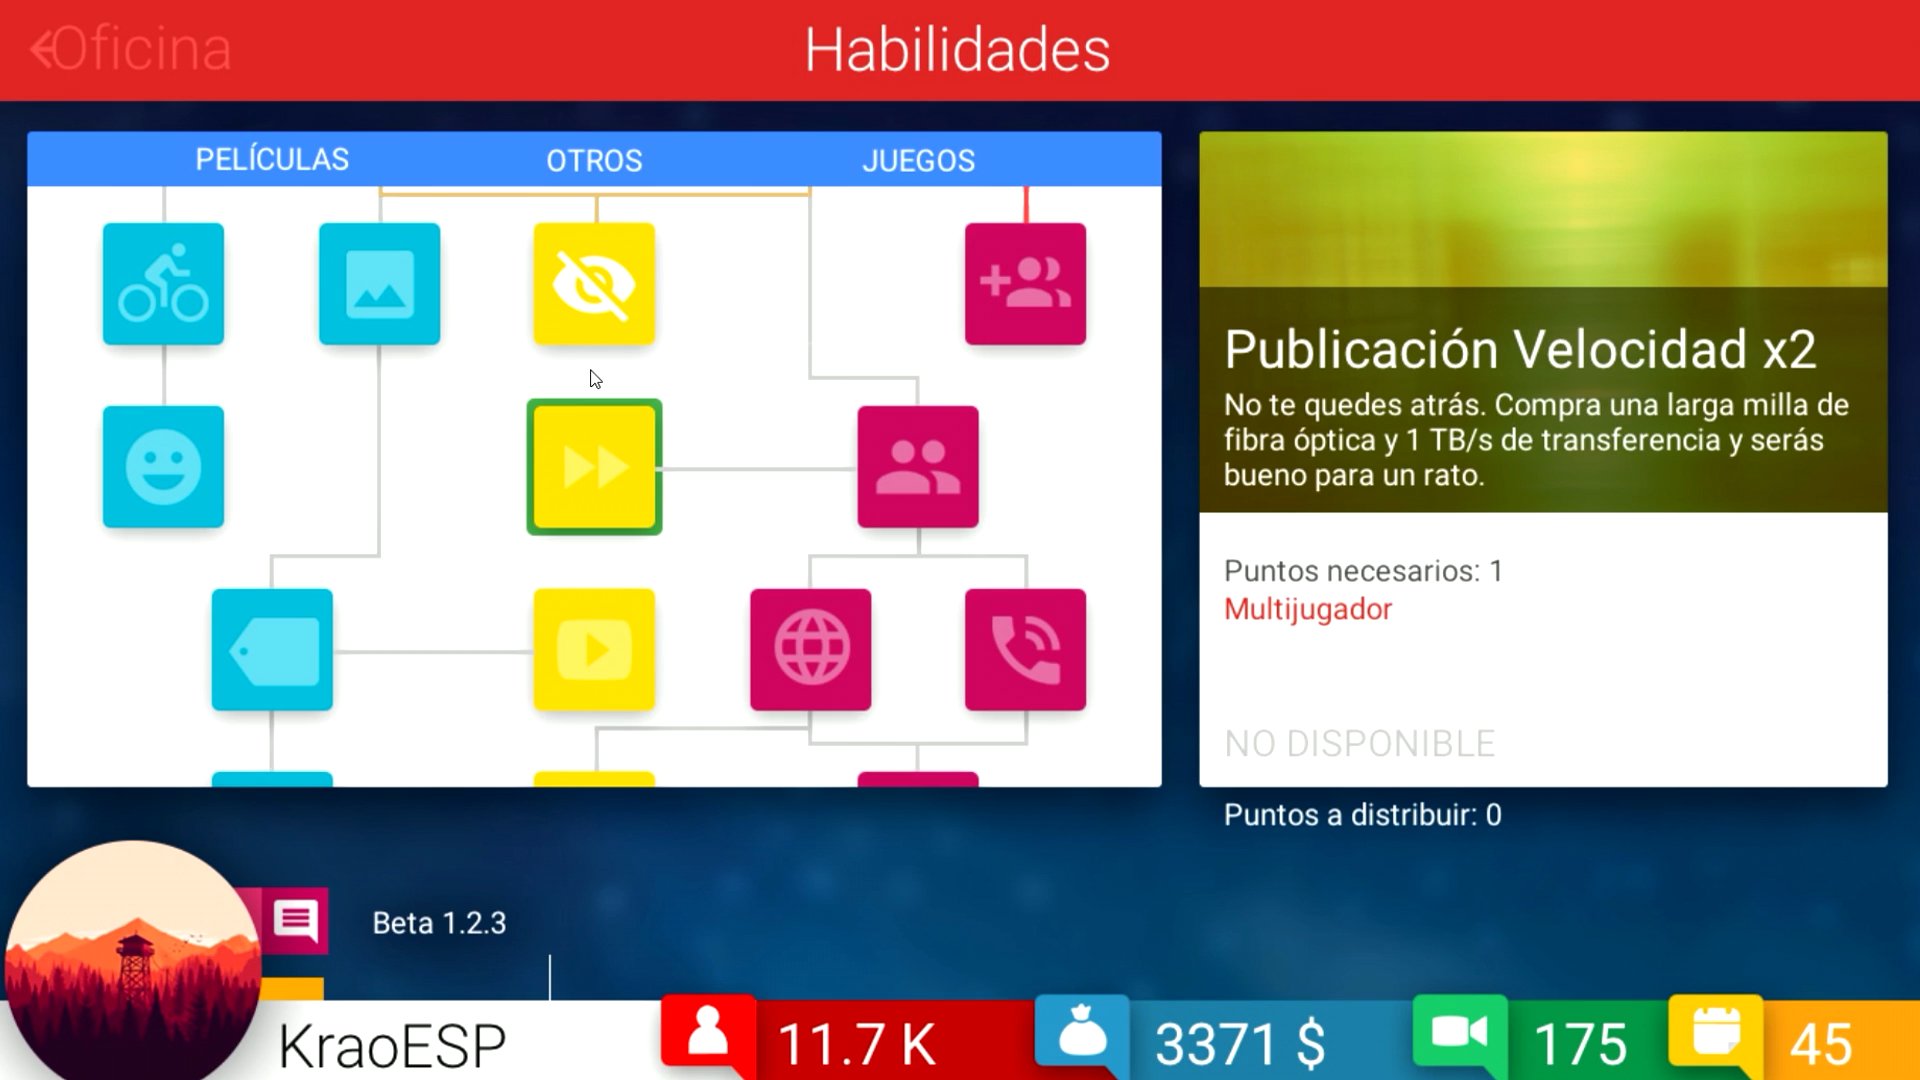 Oficina
Habilidades
PELÍCULAS
OTROS
JUEGOS
Publicación Velocidad x2
No te quedes atrás. Compra una larga milla de
fibra óptica y 1 TB/s de transferencia y serás
bueno para un rato.
Puntos necesarios: 1
Multijugador
NO DISPONIBLE
Puntos a distribuir: 0
Beta 1.2.3
KraoESP
11.7 K
3371 $
175
45